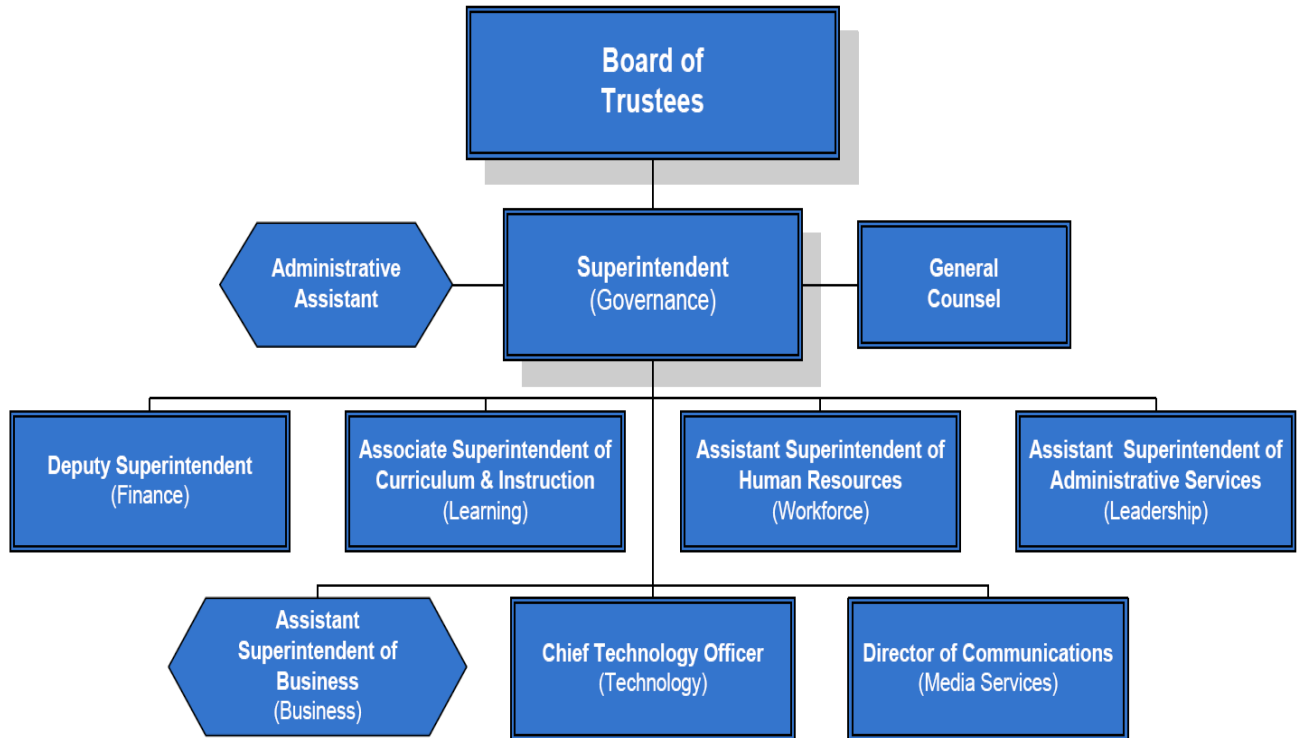 Board of
Trustees
Administrative
Assistant
Superintendent
(Governance)
General
Counsel
Deputy Superintendent
(Finance)
Associate Superintendent of
Curriculum & Instruction
(Learning)
Assistant Superintendent of
Human Resources
(Workforce)
Assistant Superintendent of
Administrative Services
(Leadership)
Assistant
Superintendent of
Business
(Business)
Chief Technology Officer
(Technology)
Director of Communications
(Media Services)